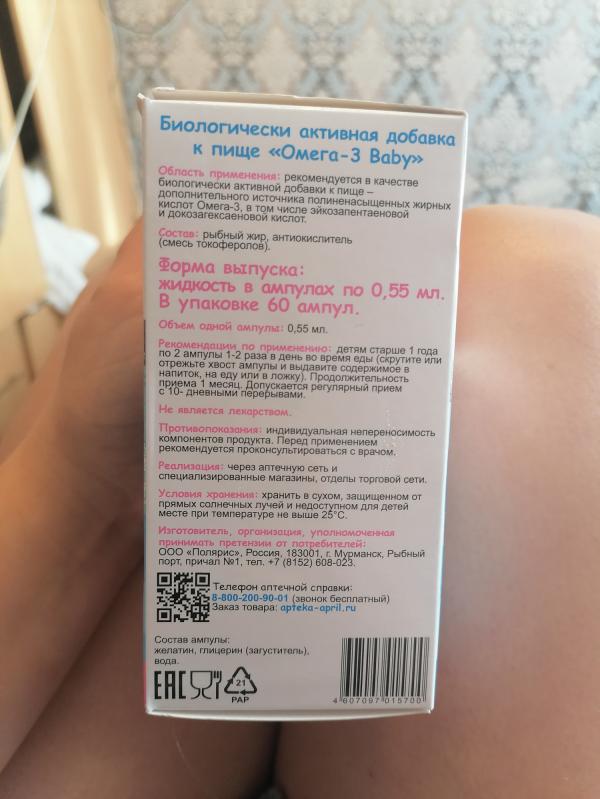 Биологически активная добавка
к пище «Омега-3 Baby»
Область применения: рекомендуется в качестве
биологически активной добавки к пище –
дополнительного источника полиненасыщенных жирных
кислот Омега-3, в том числе эйкозапентаеновой
и докозагексаеновой кислот.
Состав: рыбный жир, антиокислитель
(смесь токоферолов).
Форма выпуска:
жидкость в ампулах по 0,55 мл.
В упаковке 60 ампул.
Объем одной ампулы: 0,55 мл.
Рекомендации по применению: детям старше 1 года
по 2 ампулы 1-2 раза в день во время еды (скрутите или
отрежьте хвост ампулы и выдавите содержимое в
напиток, на еду или в ложку). Продолжительность
приема 1 месяц. Допускается регулярный прием
с 10- дневными перерывами.
Не является лекарством.
Противопоказания: индивидуальная непереносимость
компонентов продукта. Перед применением
рекомендуется проконсультироваться с врачом.
Реализация: через аптечную сеть и
специализированные магазины, отделы торговой сети.
Условия хранения: хранить в сухом, защищенном от
прямых солнечных лучей и недоступном для детей
месте при температуре не выше 25°С.
Изготовитель, организация, уполномоченная
принимать претензии от потребителей:
ООО «Полярис», Россия, 183001, г. Мурманск, Рыбный
порт, причал №1, тел. +7 (8152) 608-023.
Телефон аптечной справки:
8-800-200-90-01 (звонок бесплатный)
Заказ товара: apteka-april.ru
Состав ампулы:
желатин, глицерин (загуститель),
вода.
EAC
21
PAP
4607097015700